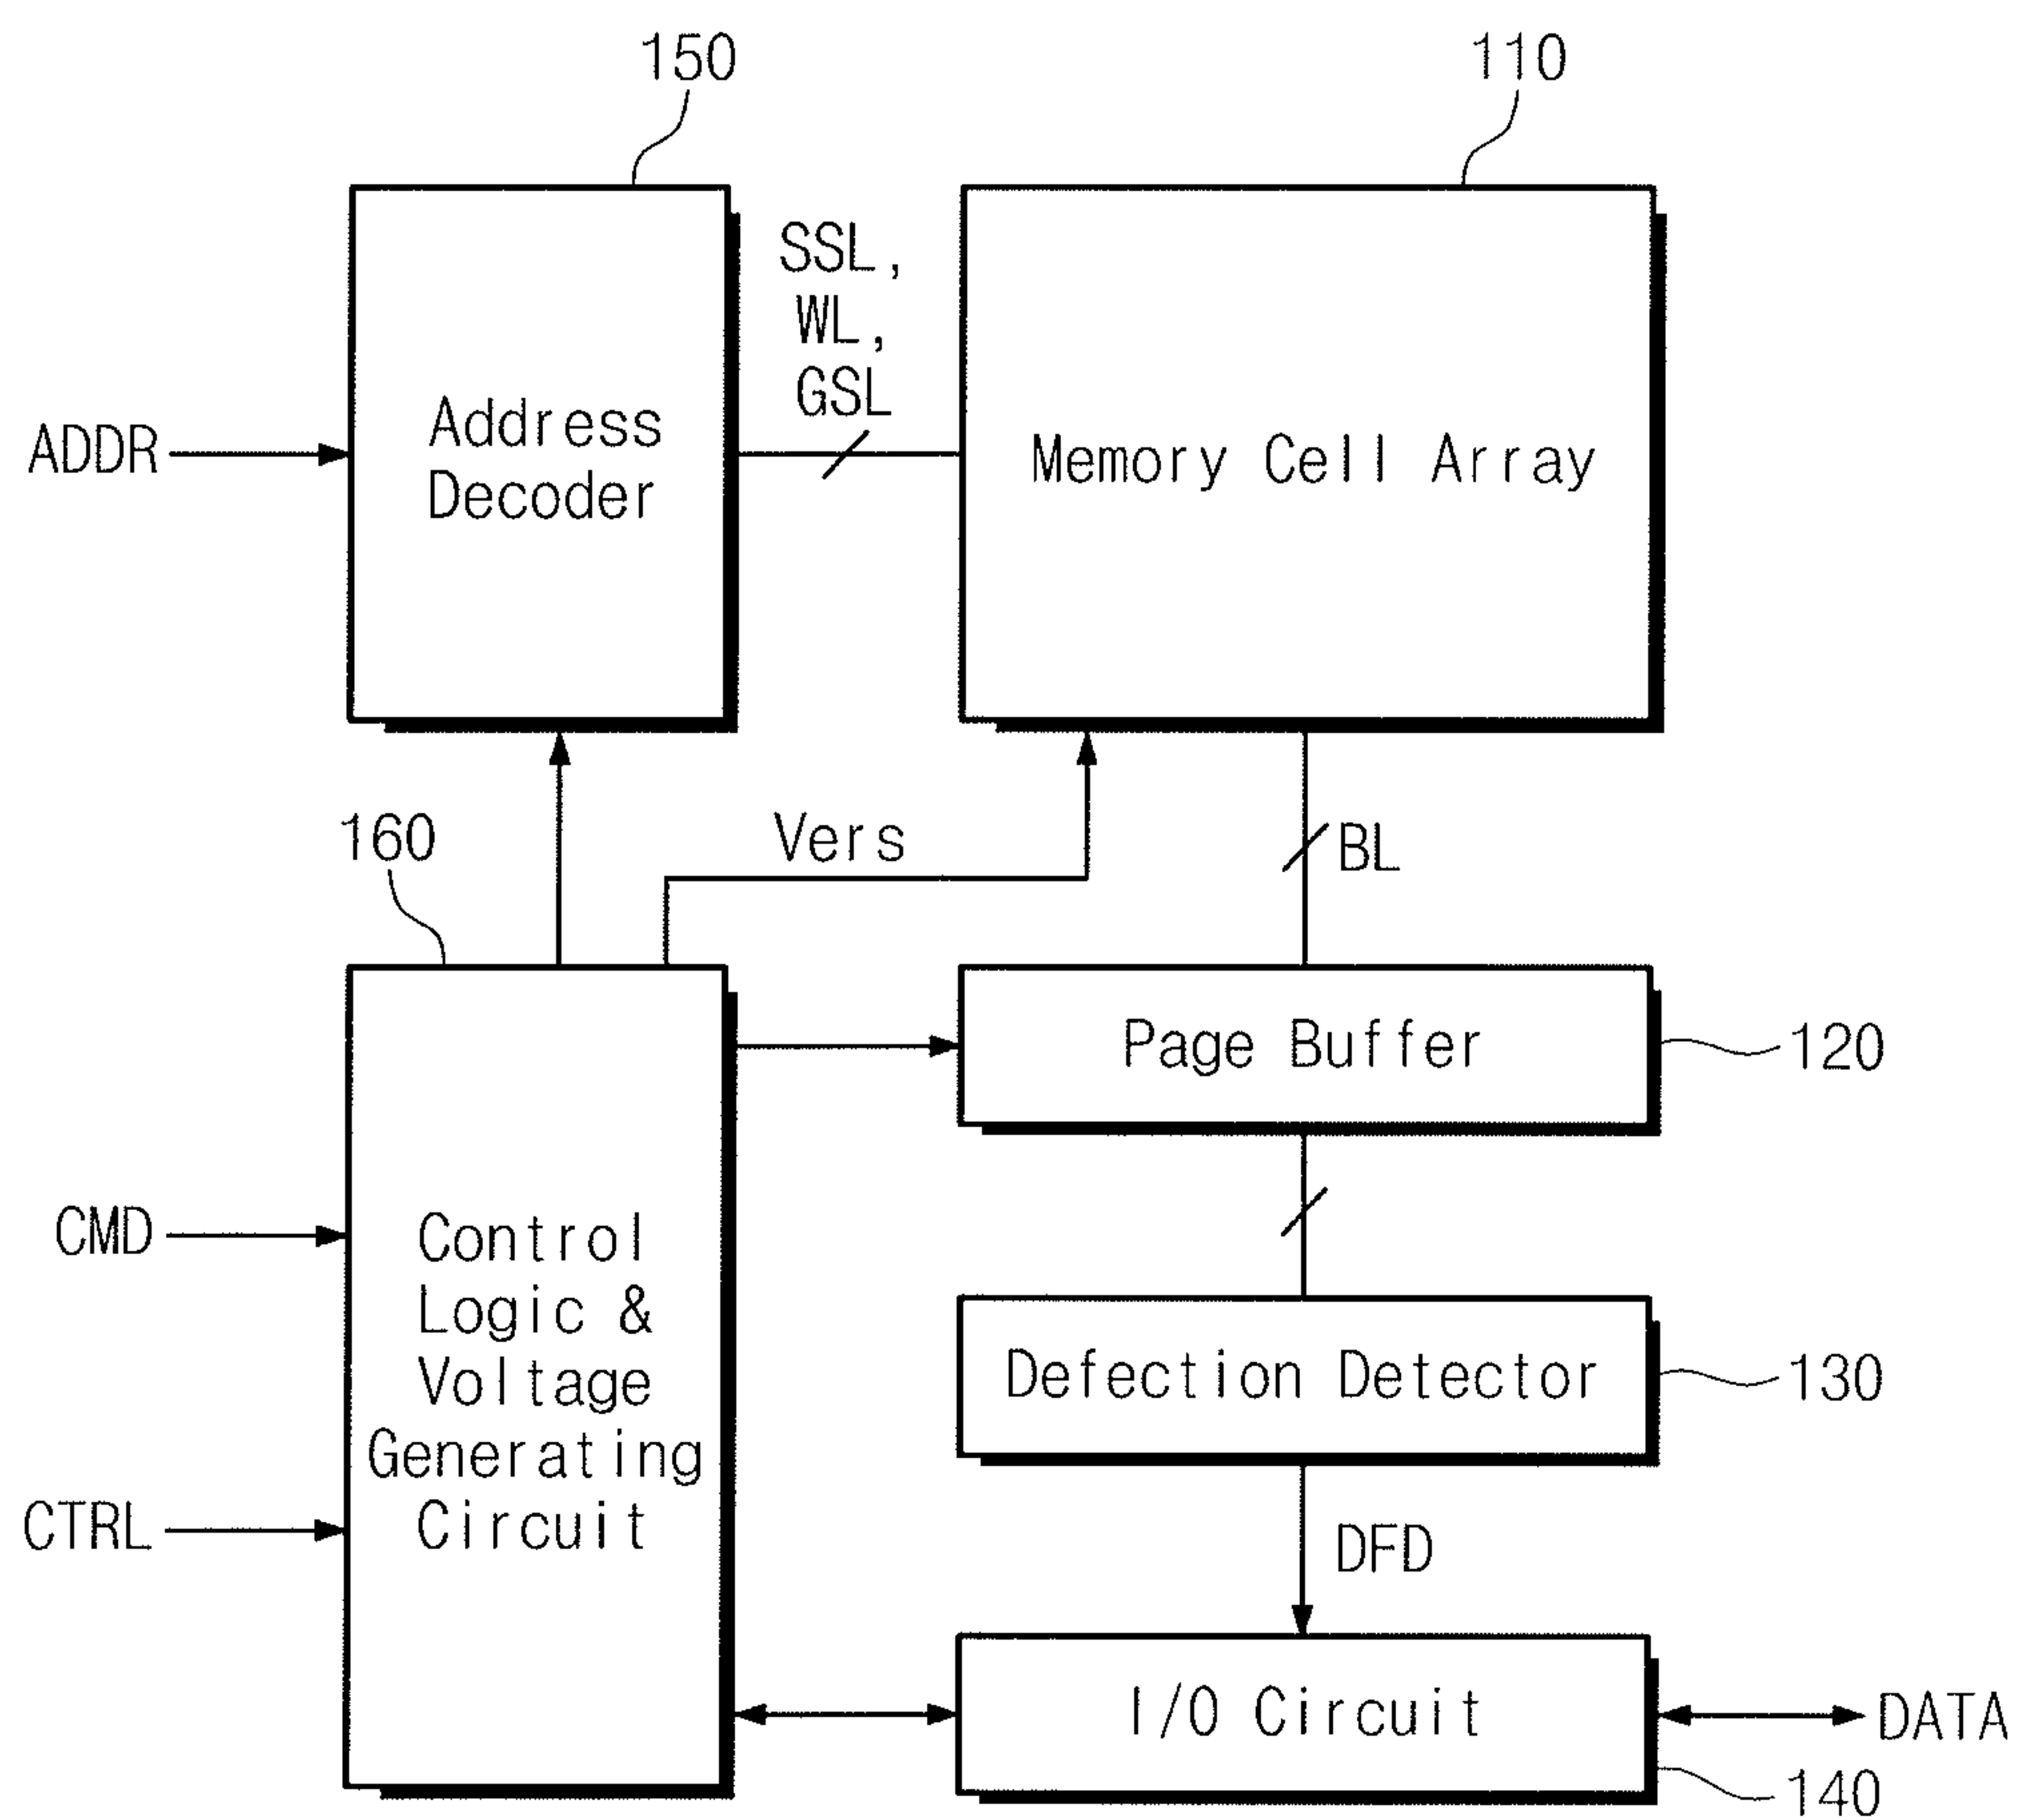 150
110
SSL,
WL,
GSL
Address
Decoder
ADDR
Memory Cell Array
160
Vers
BL
Page Buffer
120
CMD
Control
Logic &
Voltage
Generating
Circuit
Defection Detector
130
CTRL
DFD
I/O Circuit
DATA
140